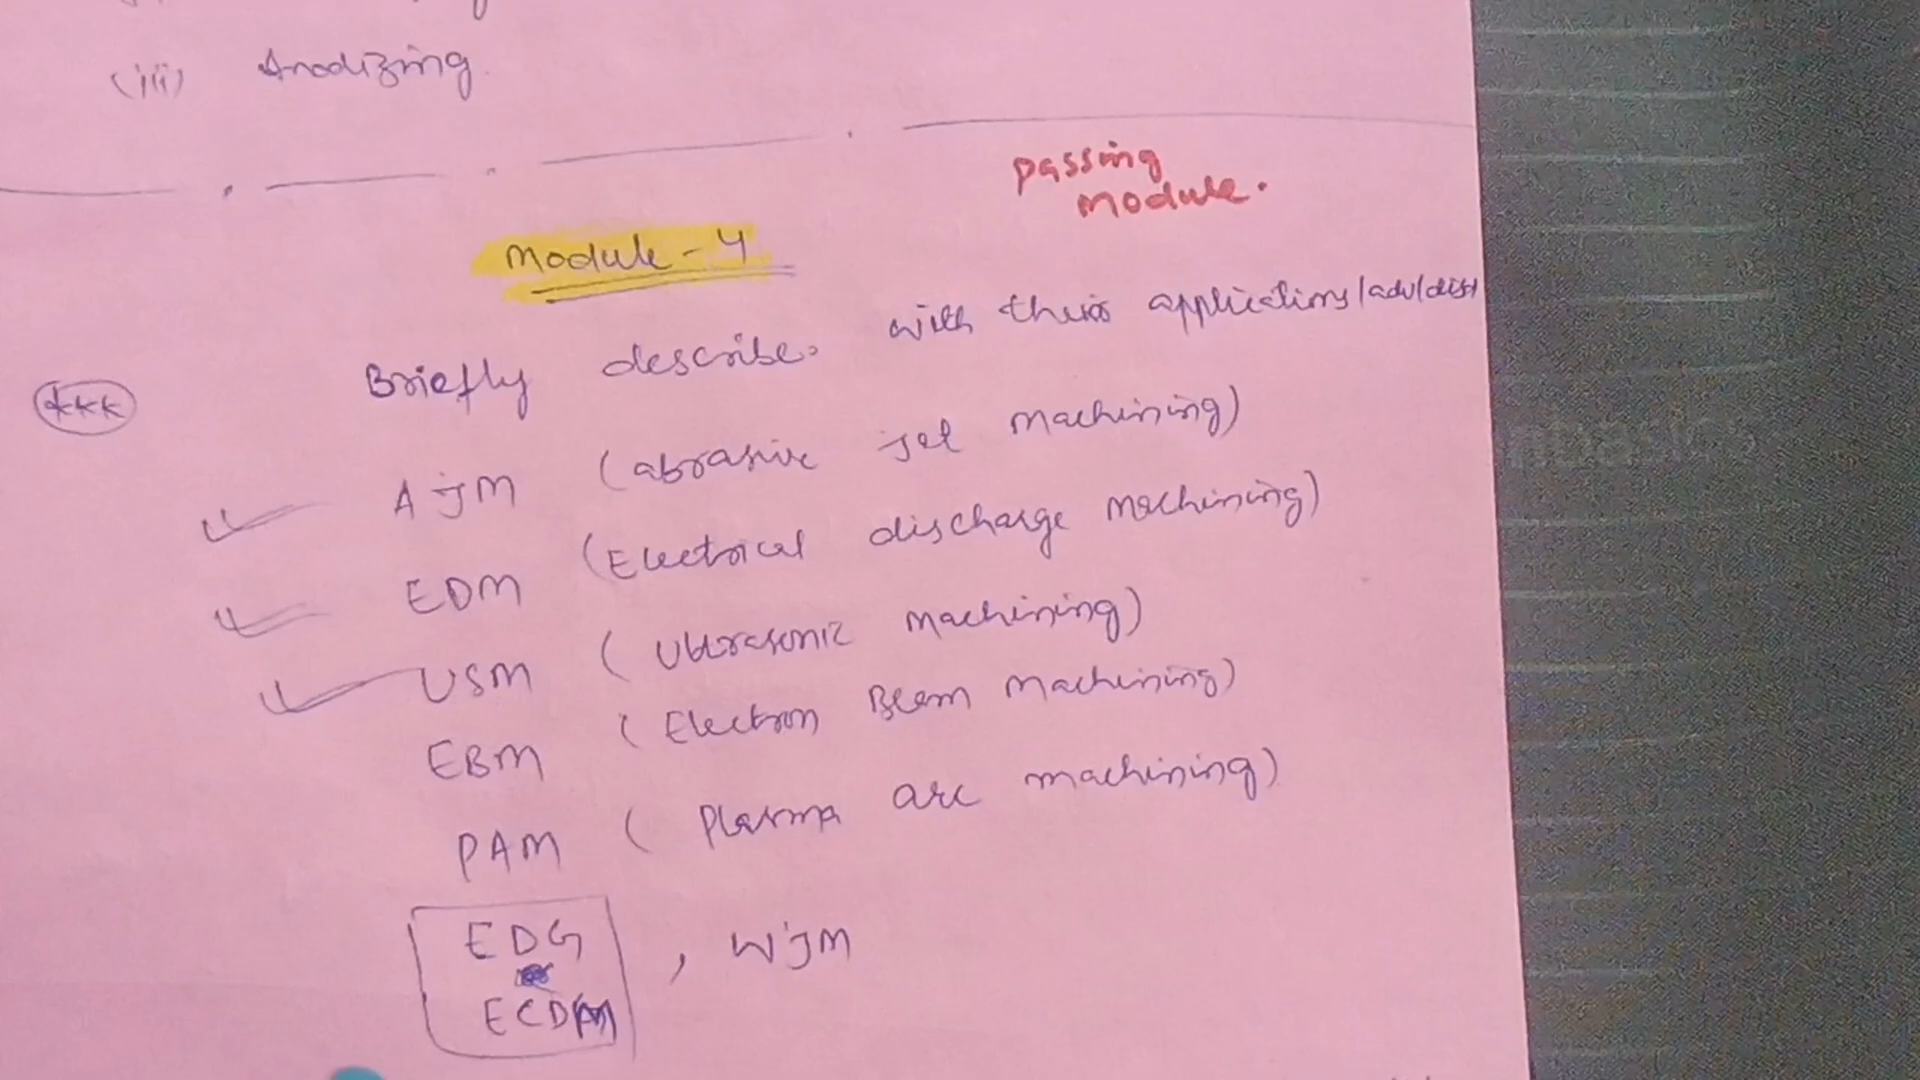 (iii) Anodizing
passing
module.
Module - 4
Briefly describe. with their applications/adv/dis
***
AJM (abrasive jet machining)
EDM (Electrical discharge machining)
USM (Ultrasonic machining)
EBM (Electron Beam machining)
PAM (Plasma arc machining)
EDG , WJM
ECDM